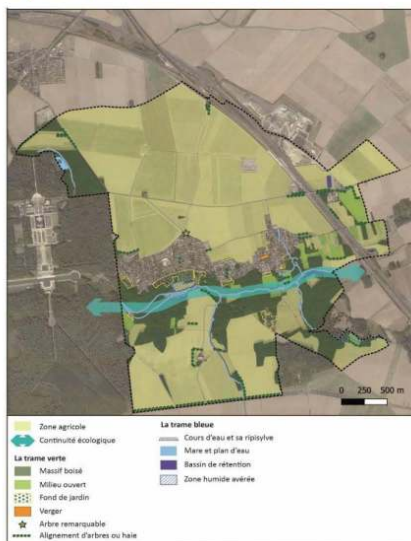 0 250 500 m
Zone agricole
Continuité écologique
La trame verte
Massif boisé
Milieu ouvert
Fond de jardin
Verger
Arbre remarquable
Alignement d'arbres ou haie
La trame bleue
Cours d'eau et sa ripisylve
Mare et plan d'eau
Bassin de rétention
Zone humide avérée